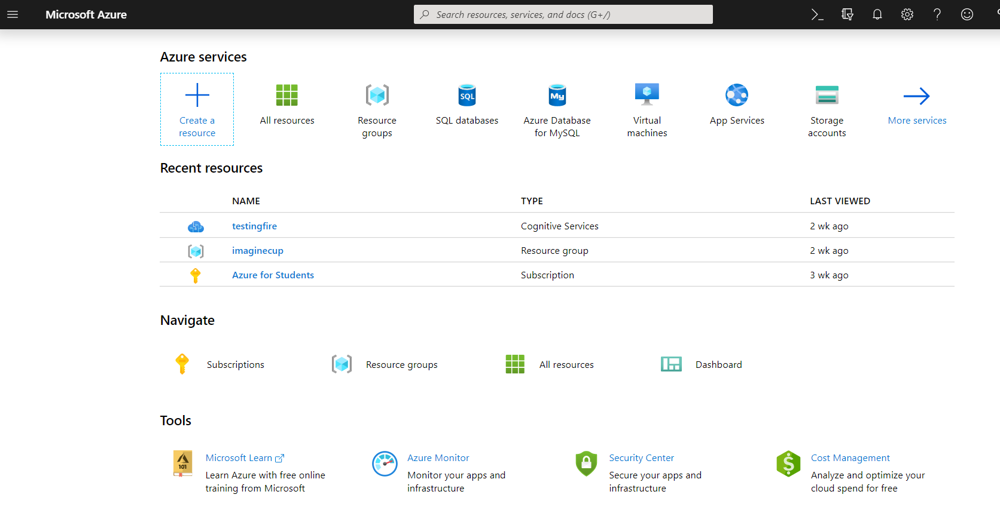 Microsoft Azure
Search resources, services, and docs (G+/)
Azure services
Create a
resource
All resources
Resource
groups
SQL
SQL databases
My
Azure Database
for MySQL
Virtual
machines
App Services
Storage
accounts
More services
Recent resources
NAME TYPE LAST VIEWED
testingfire Cognitive Services 2 wk ago
imaginecup Resource group 2 wk ago
Azure for Students Subscription 3 wk ago
Navigate
Subscriptions Resource groups All resources Dashboard
Tools
101
Microsoft Learn
Learn Azure with free online
training from Microsoft
Azure Monitor
Monitor your apps and
infrastructure
Security Center
Secure your apps and
infrastructure
$
Cost Management
Analyze and optimize your
cloud spend for free